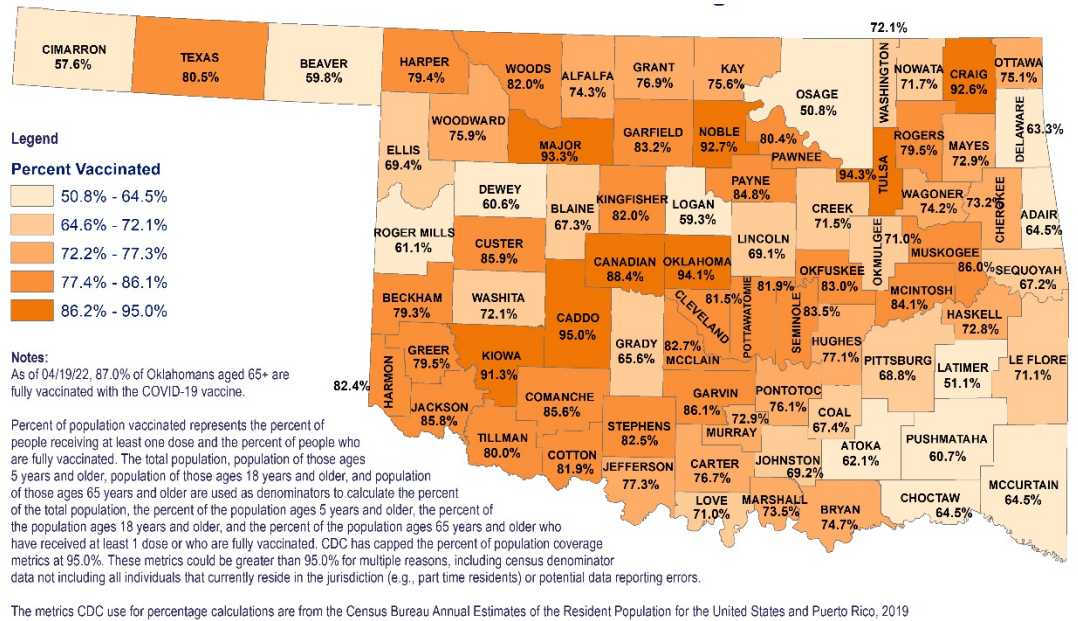 72.1%
CIMARRON
57.6%
TEXAS
80.5%
BEAVER
59.8%
HARPER
79.4%
WOODS
82.0%
ALFALFA
74.3%
GRANT
76.9%
KAY
75.6%
OSAGE
50.8%
WASHINGTON
NOWATA
71.7%
CRAIG
92.6%
OTTAWA
75.1%
Legend
Percent Vaccinated
50.8% - 64.5%
64.6% - 72.1%
72.2% - 77.3%
77.4% - 86.1%
86.2% - 95.0%
ELLIS
69.4%
WOODWARD
75.9%
MAJOR
93.3%
GARFIELD
83.2%
NOBLE
92.7%
80.4%
PAWNEE
94.3%
TULSA
ROGERS
79.5%
MAYES
72.9%
DELAWARE
63.3%
DEWEY
60.6%
BLAINE
67.3%
KINGFISHER
82.0%
LOGAN
59.3%
PAYNE
84.8%
CREEK
71.5%
WAGONER
74.2%
73.2%
CHEROKEE
ADAIR
64.5%
ROGER MILLS
61.1%
CUSTER
85.9%
CANADIAN
88.4%
OKLAHOMA
94.1%
LINCOLN
69.1%
OKMULGEE
71.0%
MUSKOGEE
86.0%
SEQUOYAH
67.2%
BECKHAM
79.3%
WASHITA
72.1%
CADDO
95.0%
GRADY
65.6%
CLEVELAND
81.5%
POTTAWATOMIE
81.9%
SEMINOLE
83.5%
OKFUSKEE
83.0%
MCINTOSH
84.1%
HASKELL
72.8%
Notes:
As of 04/19/22, 87.0% of Oklahomans aged 65+ are
fully vaccinated with the COVID-19 vaccine.
82.4%
HARMON
GREER
79.5%
KIOWA
91.3%
82.7%
MCCLAIN
HUGHES
77.1%
PITTSBURG
68.8%
LATIMER
51.1%
LE FLORE
71.1%
JACKSON
85.8%
COMANCHE
85.6%
GARVIN
86.1%
PONTOTOC
76.1%
COAL
67.4%
TILLMAN
80.0%
COTTON
81.9%
STEPHENS
82.5%
72.9%
MURRAY
ATOKA
62.1%
PUSHMATAHA
60.7%
JEFFERSON
77.3%
CARTER
76.7%
JOHNSTON
69.2%
MCCURTAIN
64.5%
LOVE
71.0%
MARSHALL
73.5%
BRYAN
74.7%
CHOCTAW
64.5%
Percent of population vaccinated represents the percent of
people receiving at least one dose and the percent of people who
are fully vaccinated. The total population, population of those ages
5 years and older, population of those ages 18 years and older, and population
of those ages 65 years and older are used as denominators to calculate the percent
of the total population, the percent of the population ages 5 years and older, the percent of
the population ages 18 years and older, and the percent of the population ages 65 years and older who
have received at least 1 dose or who are fully vaccinated. CDC has capped the percent of population coverage
metrics at 95.0%. These metrics could be greater than 95.0% for multiple reasons, including census denominator
data not including all individuals that currently reside in the jurisdiction (e.g., part time residents) or potential data reporting errors.
The metrics CDC use for percentage calculations are from the Census Bureau Annual Estimates of the Resident Population for the United States and Puerto Rico, 2019